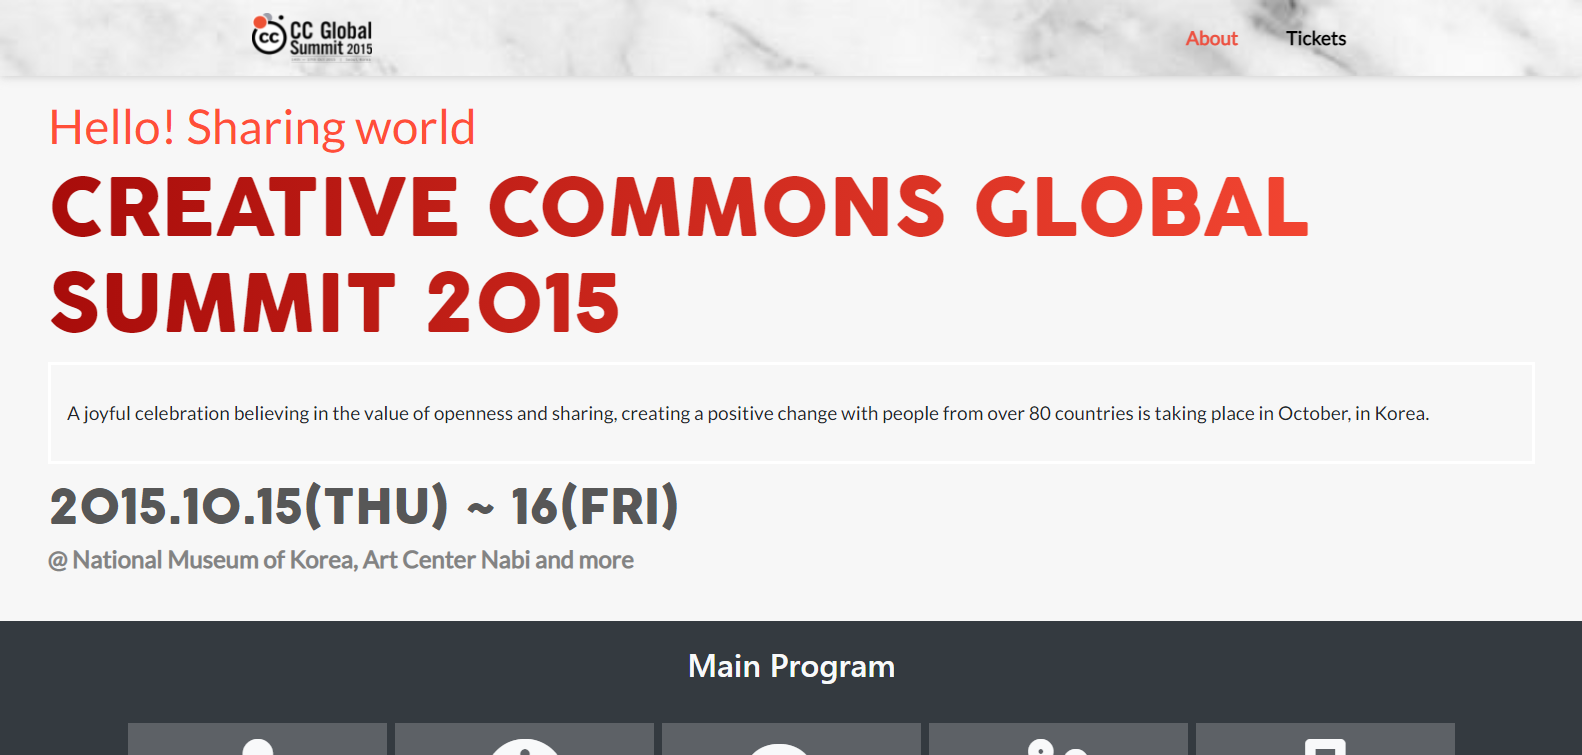 cc
CC Global
Summit 2015
About
Tickets
Hello! Sharing world
CREATIVE COMMONS GLOBAL
SUMMIT 2015
A joyful celebration believing in the value of openness and sharing, creating a positive change with people from over 80 countries is taking place in October, in Korea.
2015.10.15(THU) ~ 16(FRI)
@ National Museum of Korea, Art Center Nabi and more
Main Program